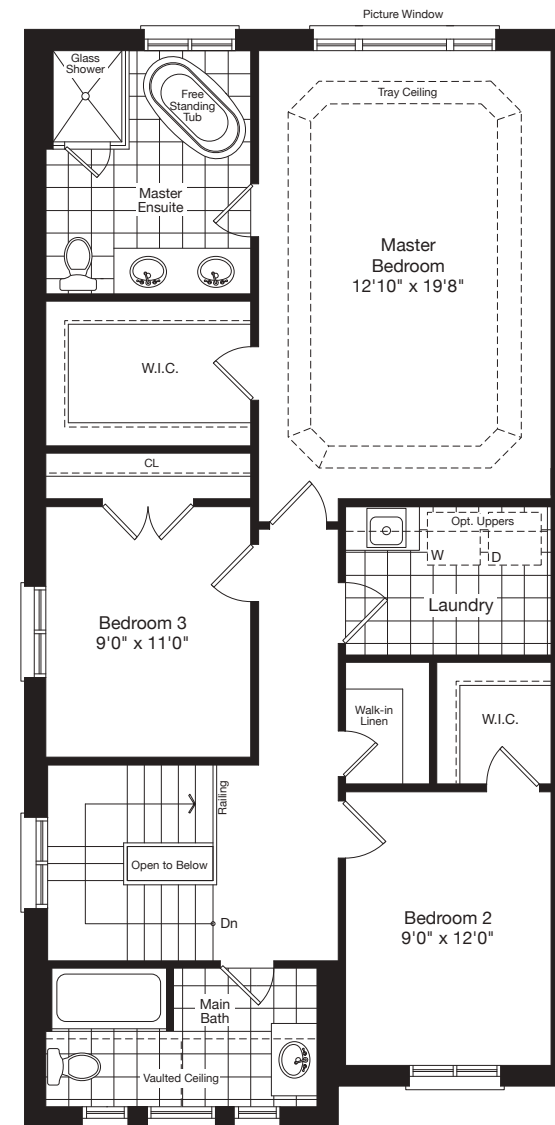 Picture Window
Glass
Shower
Free
Standing
Tub
Tray Ceiling
Master
Ensuite
Master
Bedroom
12'10" x 19'8"
W.I.C.
CL
Opt. Uppers
W
D
Laundry
Bedroom 3
9'0" x 11'0"
Walk-in
Linen
W.I.C.
Railing
Open to Below
Dn
Bedroom 2
9'0" x 12'0"
Main
Bath
Vaulted Ceiling